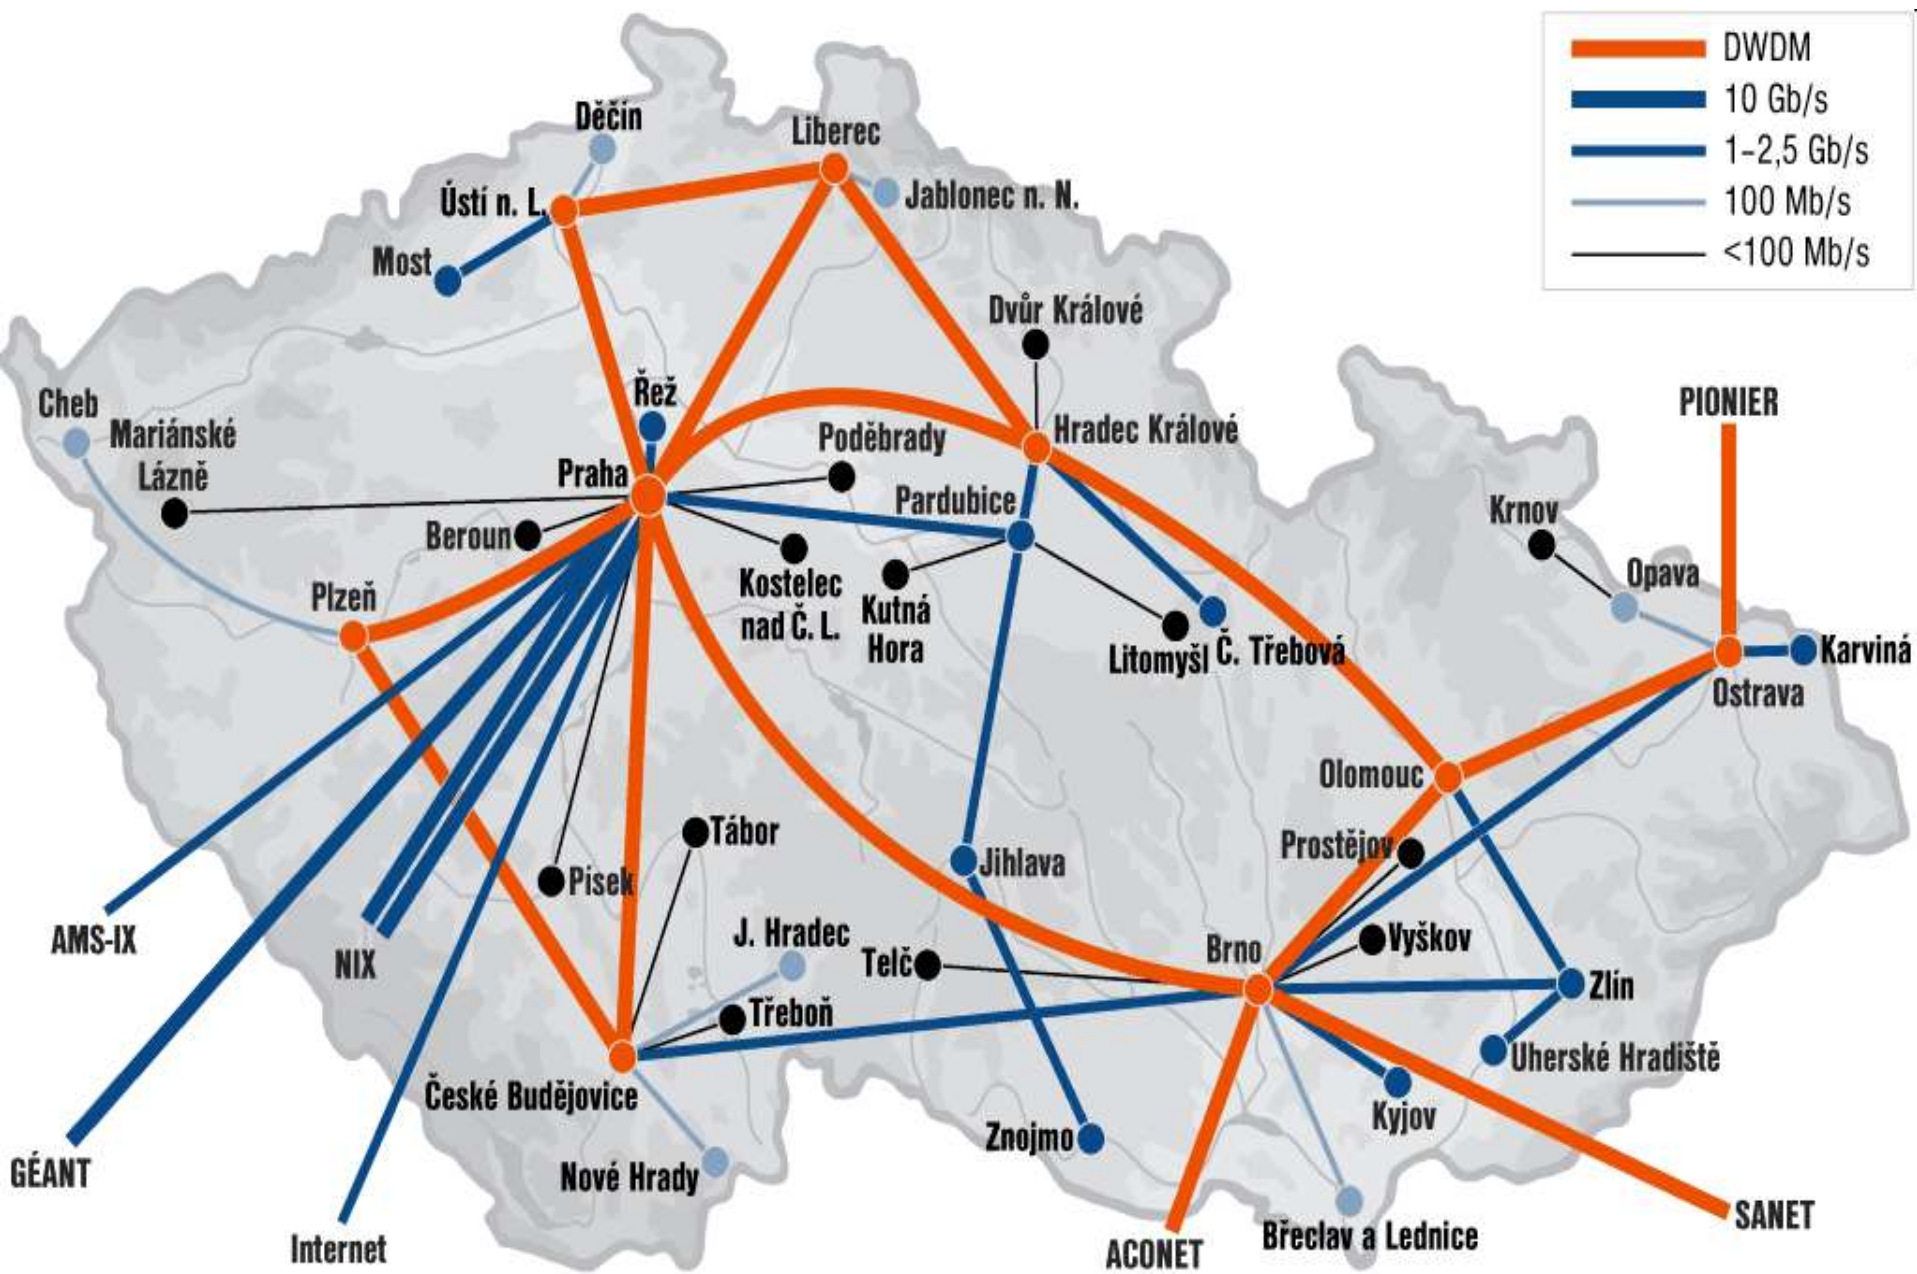 DWDM
10 Gb/s
1–2,5 Gb/s
100 Mb/s
<100 Mb/s
Děčín
Liberec
Ústí n. L.
Jablonec n. N.
Most
Dvůr Králové
Řež
Cheb
Mariánské
Lázně
Praha
Poděbrady
Hradec Králové
PIONIER
Beroun
Pardubice
Krnov
Opava
Plzeň
Kostelec
nad Č. L.
Kutná
Hora
Litomyšl
Č. Třebová
Karviná
Ostrava
Olomouc
Tábor
Prostějov
Jihlava
Pisek
AMS-IX
NIX
J. Hradec
Telč
Brno
Vyškov
Zlín
Třeboň
Uherské Hradiště
České Budějovice
Kyjov
Znojmo
GÉANT
Nové Hrady
Internet
ACONET
Břeclav a Lednice
SANET